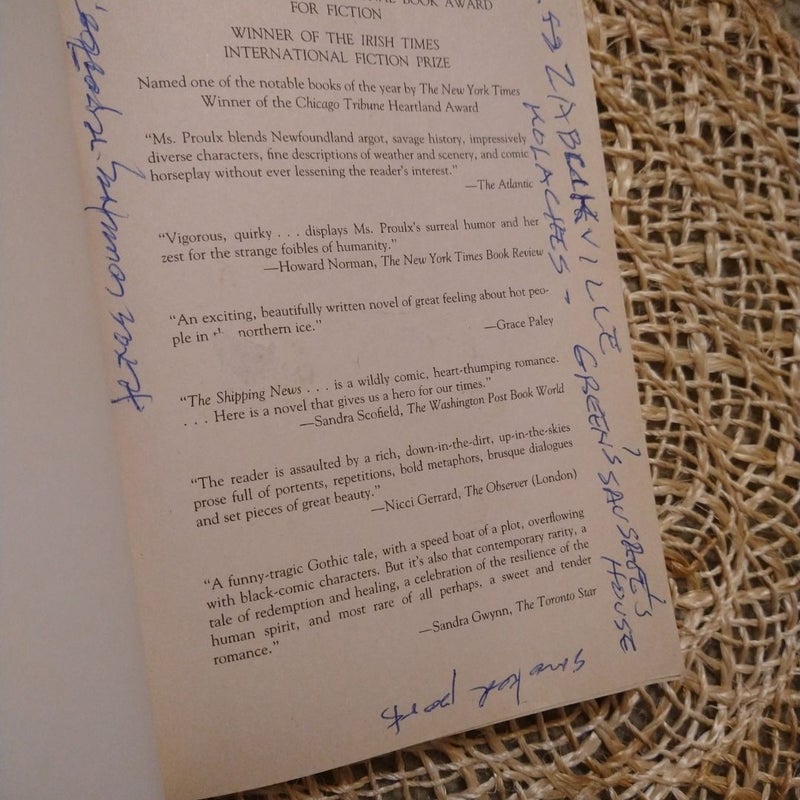 BOOK AWARD
FOR FICTION
WINNER OF THE IRISH TIMES
INTERNATIONAL FICTION PRIZE
Named one of the notable books of the year by The New York Times
Winner of the Chicago Tribune Heartland Award
“Ms. Proulx blends Newfoundland argot, savage history, impressively
diverse characters, fine descriptions of weather and scenery, and comic
horseplay without ever lessening the reader's interest.”
—The Atlantic
“Vigorous, quirky . . . displays Ms. Proulx's surreal humor and her
zest for the strange foibles of humanity.”
—Howard Norman, The New York Times Book Review
“An exciting, beautifully written novel of great feeling about hot peo-
ple in northern ice.”
—Grace Paley
“The Shipping News . . . is a wildly comic, heart-thumping romance.
. . . Here is a novel that gives us a hero for our times.”
—Sandra Scofield, The Washington Post Book World
“The reader is assaulted by a rich, down-in-the-dirt, up-in-the-skies
prose full of portents, repetitions, bold metaphors, brusque dialogues
and set pieces of great beauty.”
—Nicci Gerrard, The Observer (London)
“A funny-tragic Gothic tale, with a speed boat of a plot, overflowing
with black-comic characters. But it's also that contemporary rarity, a
tale of redemption and healing, a celebration of the resilience of the
human spirit, and most rare of all perhaps, a sweet and tender
romance.”
—Sandra Gwynn, The Toronto Star
KOLACHES - GREEN'S SAUSAGE'S
HOUSE